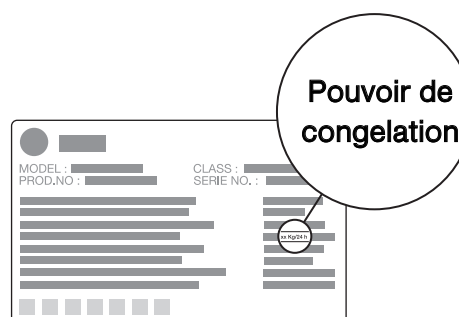 Pouvoir de
congelation
MODEL :
CLASS :
PROD.NO :
SERIE NO. :
xx Kg/24 h